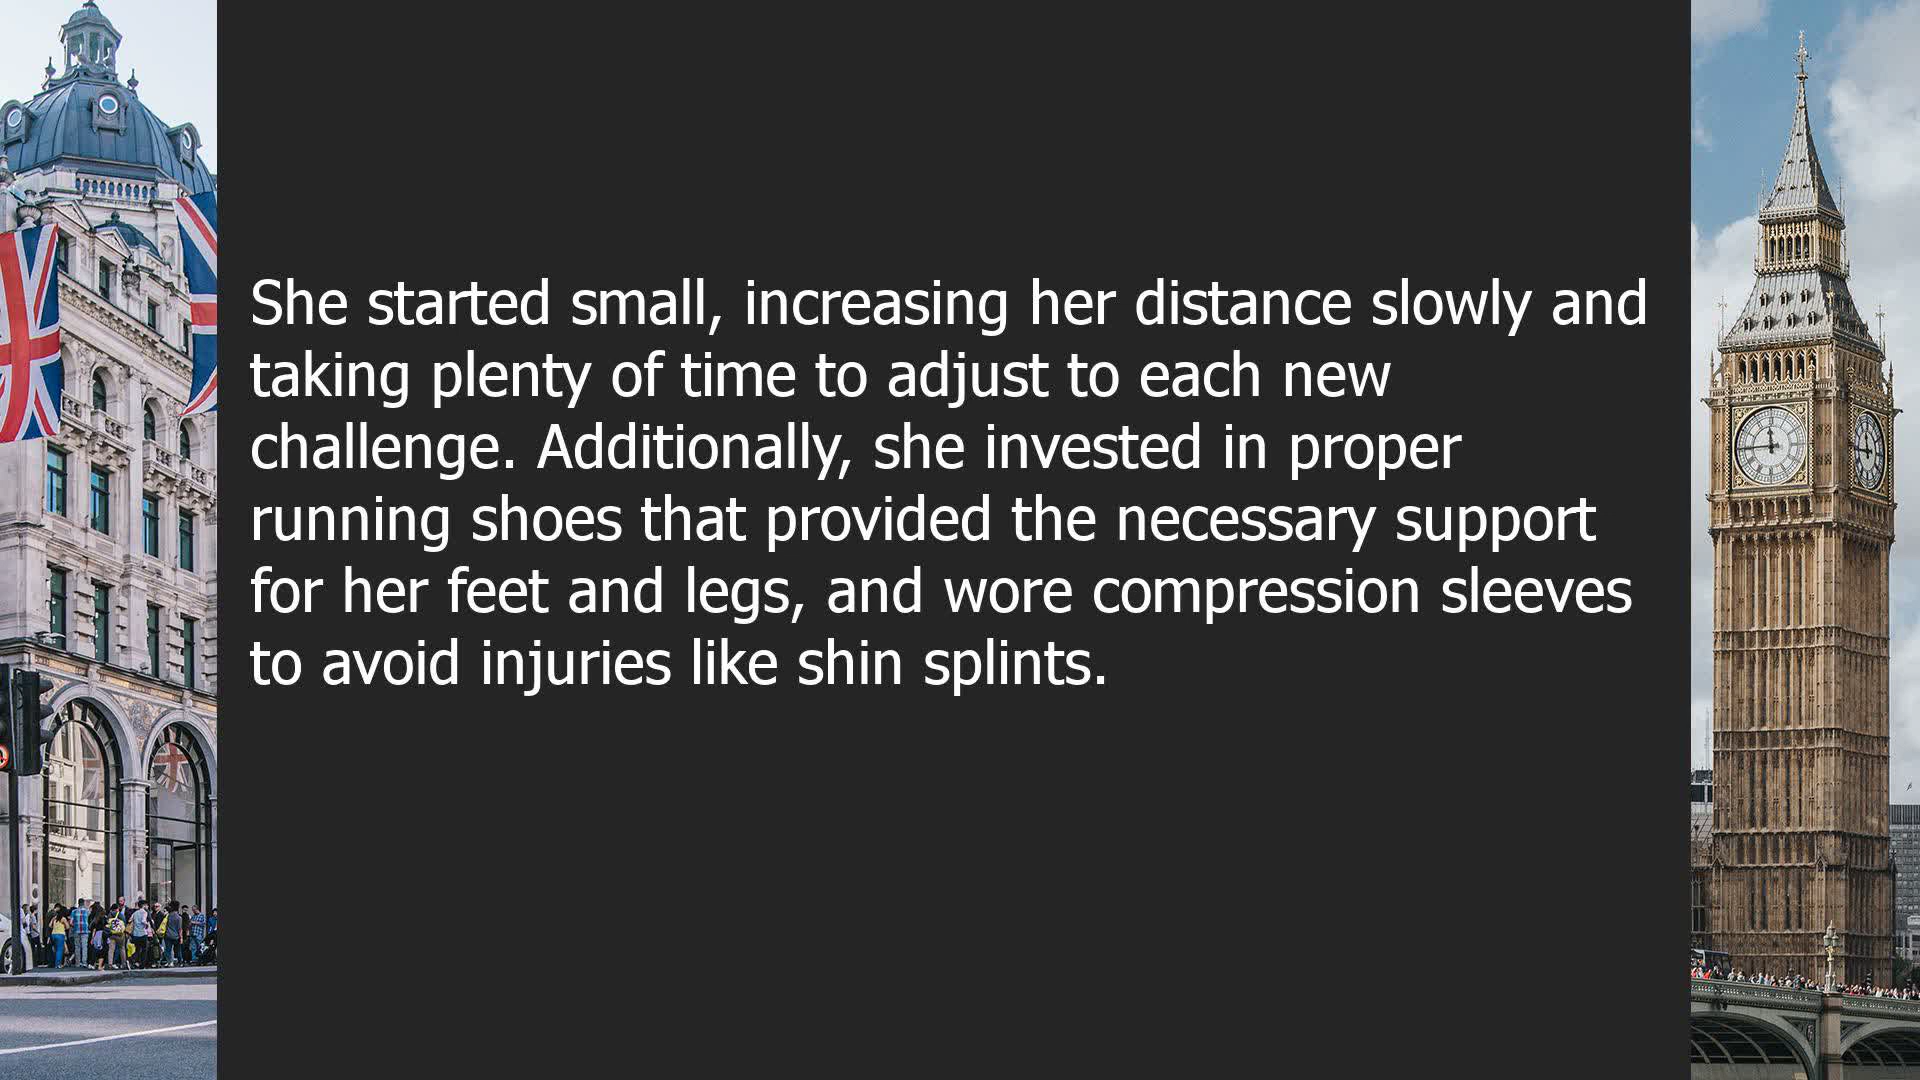 She started small, increasing her distance slowly and
taking plenty of time to adjust to each new
challenge. Additionally, she invested in proper
running shoes that provided the necessary support
for her feet and legs, and wore compression sleeves
to avoid injuries like shin splints.